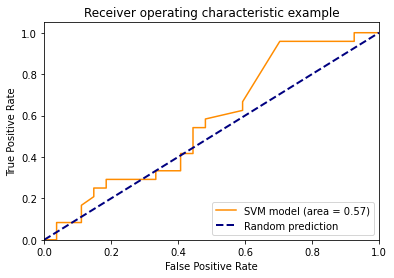 Receiver operating characteristic example
1.0
0.8
0.6
0.4
0.2
0.0
True Positive Rate
SVM model (area = 0.57)
Random prediction
0.0 0.2 0.4 0.6 0.8 1.0
False Positive Rate